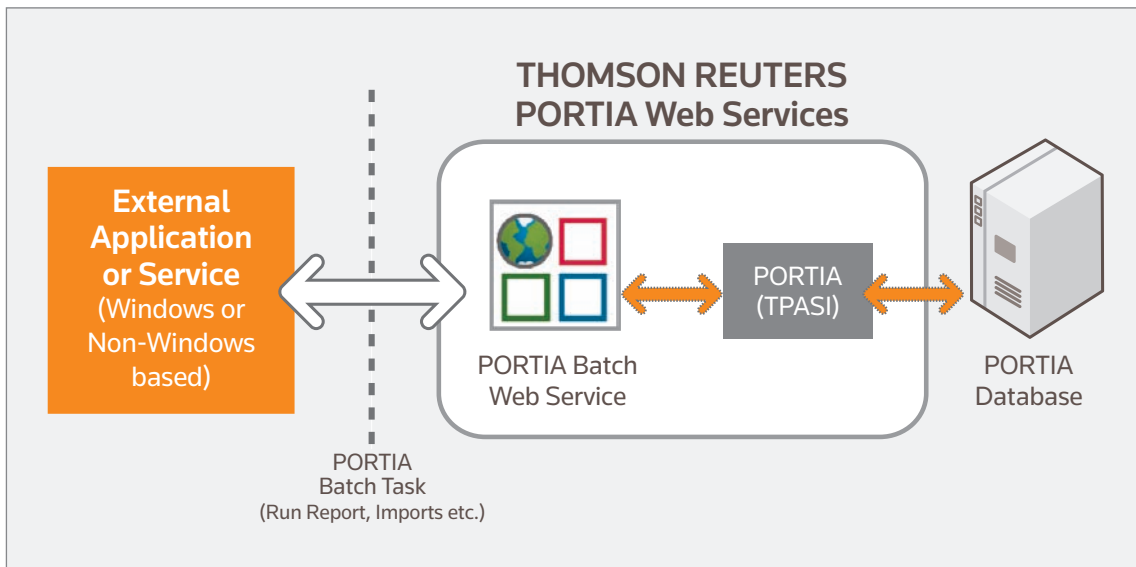 THOMSON REUTERS
PORTIA Web Services
External
Application
or Service
(Windows or
Non-Windows
based)
PORTIA Batch
Web Service
PORTIA
(TPASI)
PORTIA
Database
PORTIA
Batch Task
(Run Report, Imports etc.)